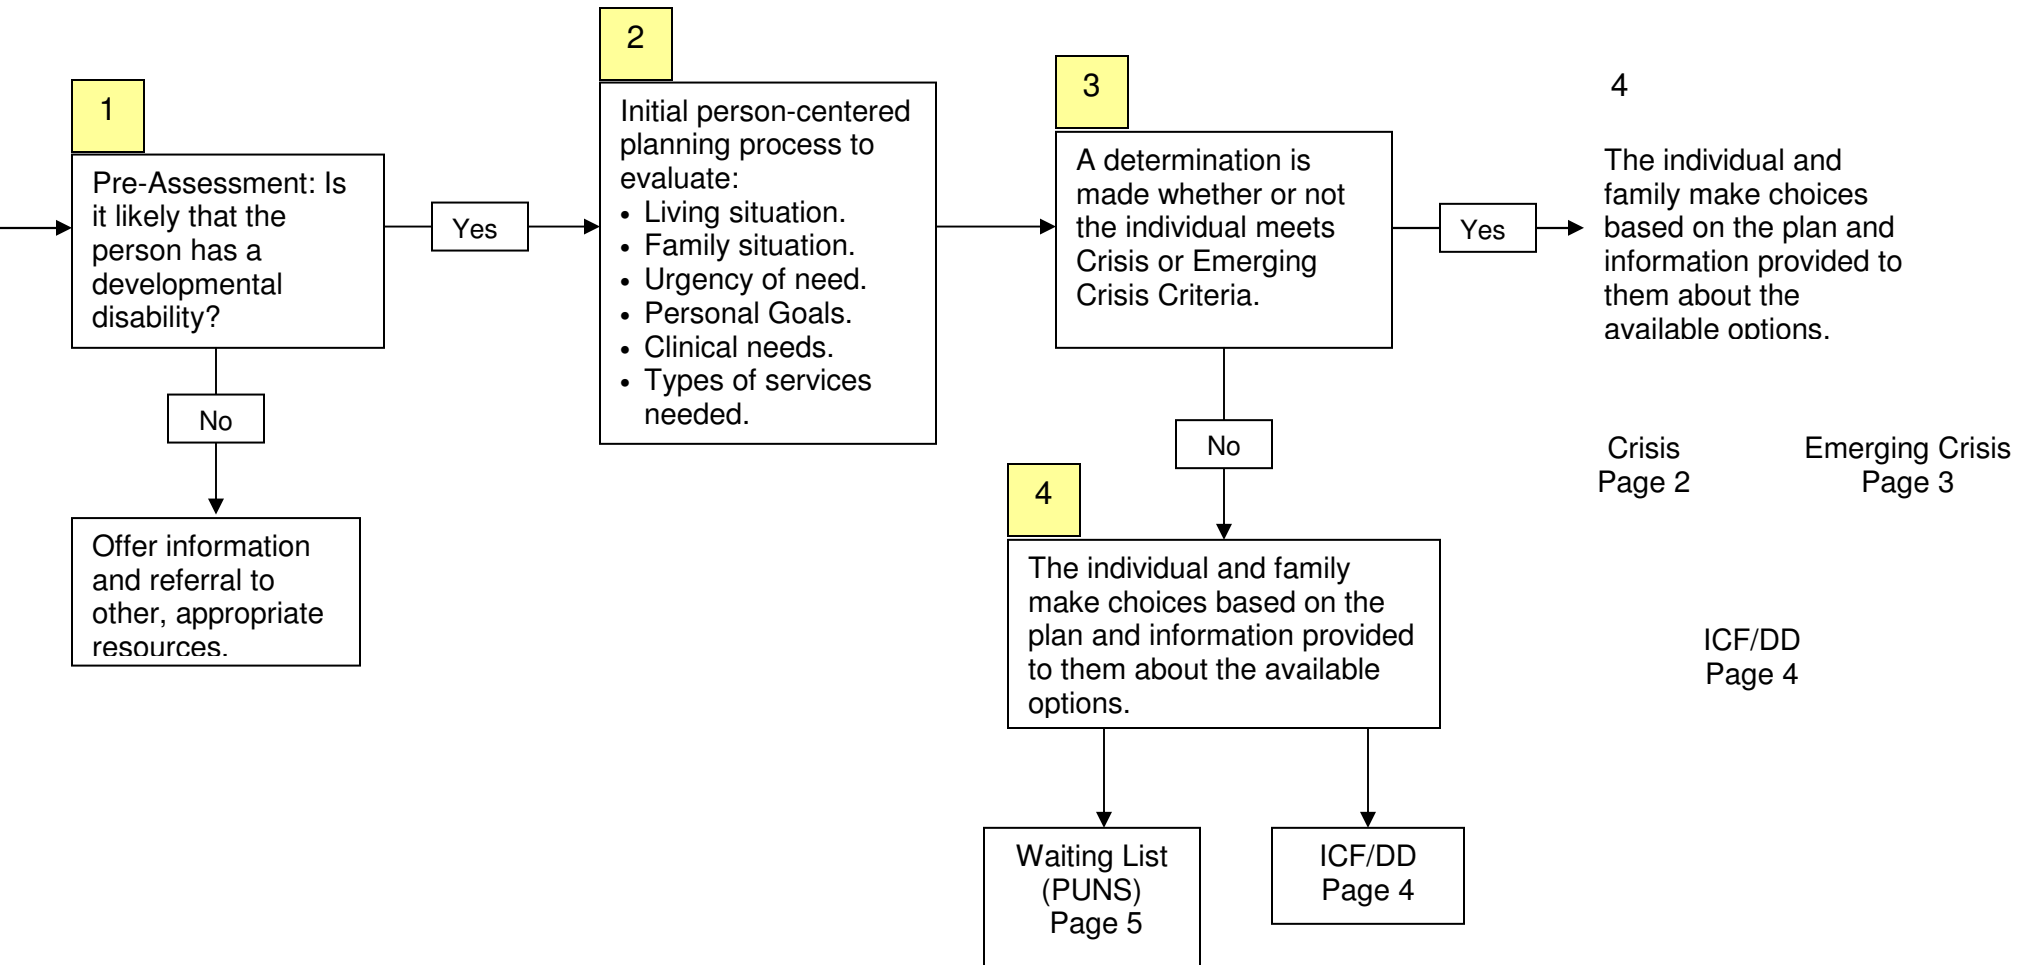 1
Pre-Assessment: Is
it likely that the
person has a
developmental
disability?
Yes
No
Offer information
and referral to
other, appropriate
resources.
2
Initial person-centered
planning process to
evaluate:
• Living situation.
• Family situation.
• Urgency of need.
• Personal Goals.
• Clinical needs.
• Types of services
needed.
3
A determination is
made whether or not
the individual meets
Crisis or Emerging
Crisis Criteria.
Yes
No
4
The individual and
family make choices
based on the plan and
information provided to
them about the
available options.
Crisis
Page 2
Emerging Crisis
Page 3
ICF/DD
Page 4
4
The individual and family
make choices based on the
plan and information provided
to them about the available
options.
Waiting List
(PUNS)
Page 5
ICF/DD
Page 4